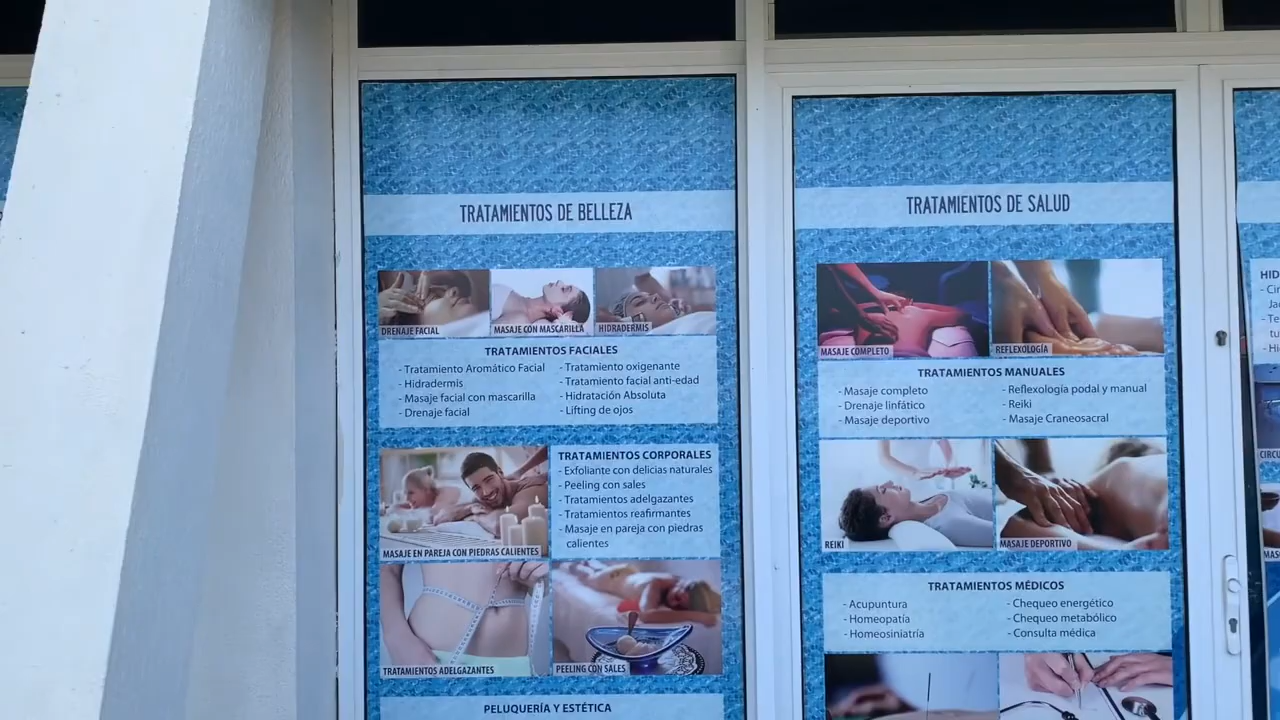 TRATAMIENTOS DE BELLEZA
DRENAJE FACIAL
MASAJE CON MASCARILLA
HIDRADERMIS
TRATAMIENTOS FACIALES
- Tratamiento Aromático Facial
- Hidradermis
- Masaje facial con mascarilla
- Drenaje facial
- Tratamiento oxigenante
- Tratamiento facial anti-edad
- Hidratación Absoluta
- Lifting de ojos
MASAJE EN PAREJA CON PIEDRAS CALIENTES
TRATAMIENTOS CORPORALES
- Exfoliante con delicias naturales
- Peeling con sales
- Tratamientos adelgazantes
- Tratamientos reafirmantes
- Masaje en pareja con piedras
calientes
TRATAMIENTOS ADELGAZANTES
PEELING CON SALES
PELUQUERÍA Y ESTÉTICA
TRATAMIENTOS DE SALUD
MASAJE COMPLETO
REFLEXOLOGÍA
TRATAMIENTOS MANUALES
- Masaje completo
- Drenaje linfático
- Masaje deportivo
- Reflexología podal y manual
- Reiki
- Masaje Craneosacral
REIKI
MASAJE DEPORTIVO
TRATAMIENTOS MÉDICOS
- Acupuntura
- Homeopatía
- Homeosiniatría
- Chequeo energético
- Chequeo metabólico
- Consulta médica